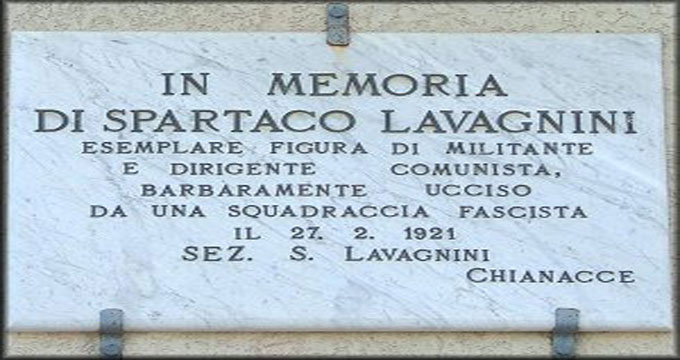 IN MEMORIA
DI SPARTACO LAVAGNINI
ESEMPLARE FIGURA DI MILITANTE
E DIRIGENTE COMUNISTA,
BARBARAMENTE UCCISO
DA UNA SQUADRACCIA FASCISTA
IL 27. 2. 1921
SEZ. S. LAVAGNINI
CHIANACCE